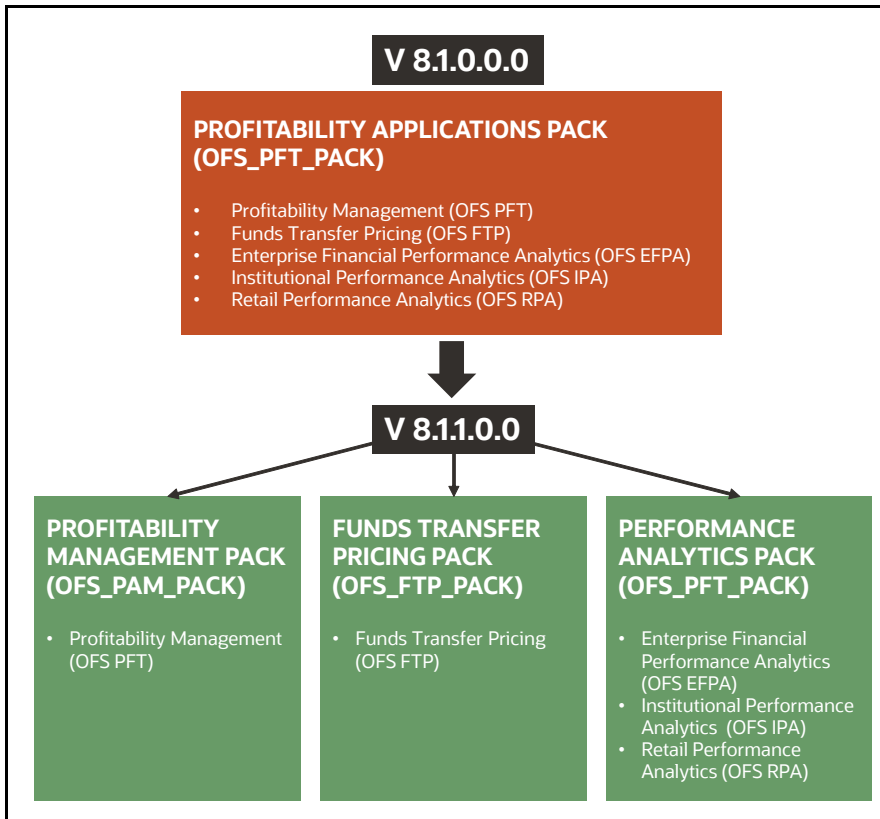 V 8.1.0.0.0
PROFITABILITY APPLICATIONS PACK
(OFS_PFT_PACK)
• Profitability Management (OFS PFT)
• Funds Transfer Pricing (OFS FTP)
• Enterprise Financial Performance Analytics (OFS EFPA)
• Institutional Performance Analytics (OFS IPA)
• Retail Performance Analytics (OFS RPA)
V 8.1.1.0.0
PROFITABILITY
MANAGEMENT PACK
(OFS_PAM_PACK)
• Profitability Management
(OFS PFT)
FUNDS TRANSFER
PRICING PACK
(OFS_FTP_PACK)
• Funds Transfer Pricing
(OFS FTP)
PERFORMANCE
ANALYTICS PACK
(OFS_PFT_PACK)
• Enterprise Financial
Performance Analytics
(OFS EFPA)
• Institutional Performance
Analytics (OFS IPA)
• Retail Performance
Analytics (OFS RPA)